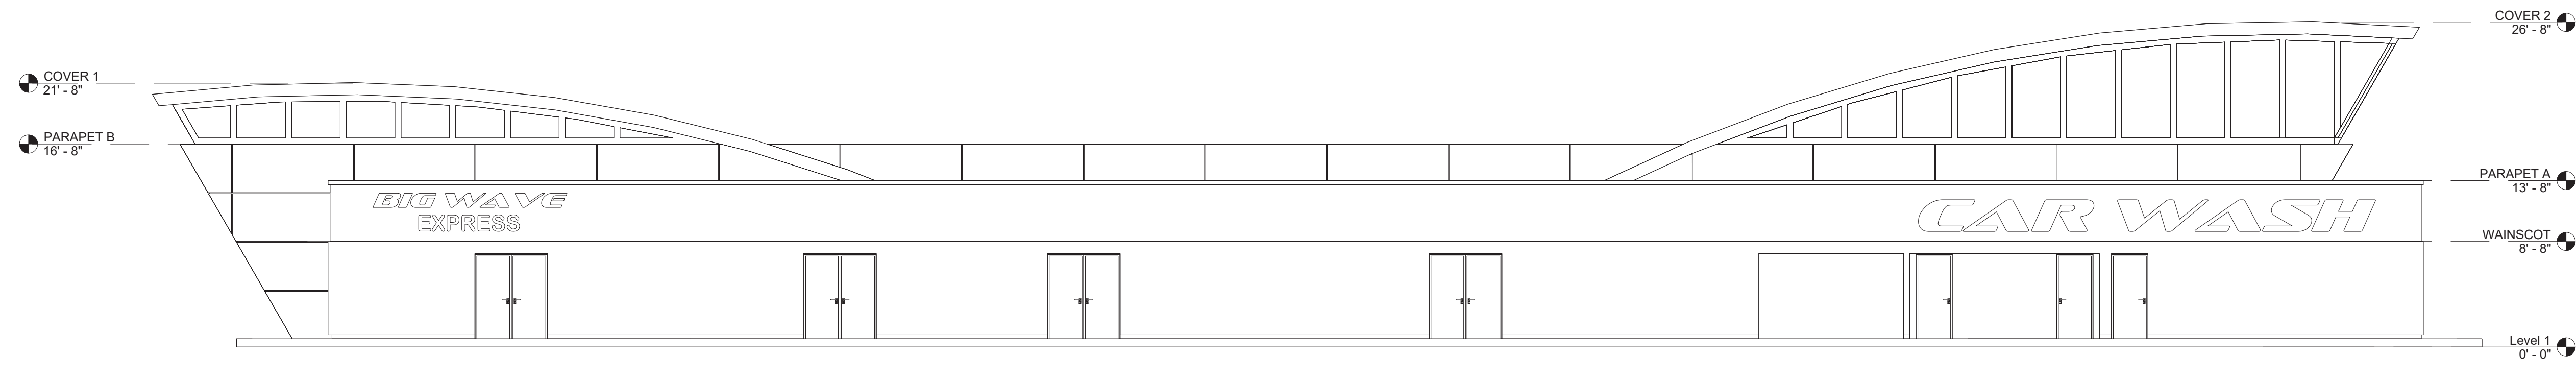 COVER 2
26' - 8"
COVER 1
21' - 8"
PARAPET B
16' - 8"
PARAPET A
13' - 8"
BIG WAVE
EXPRESS
CAR WASH
WAINSCOT
8' - 8"
Level 1
0' - 0"